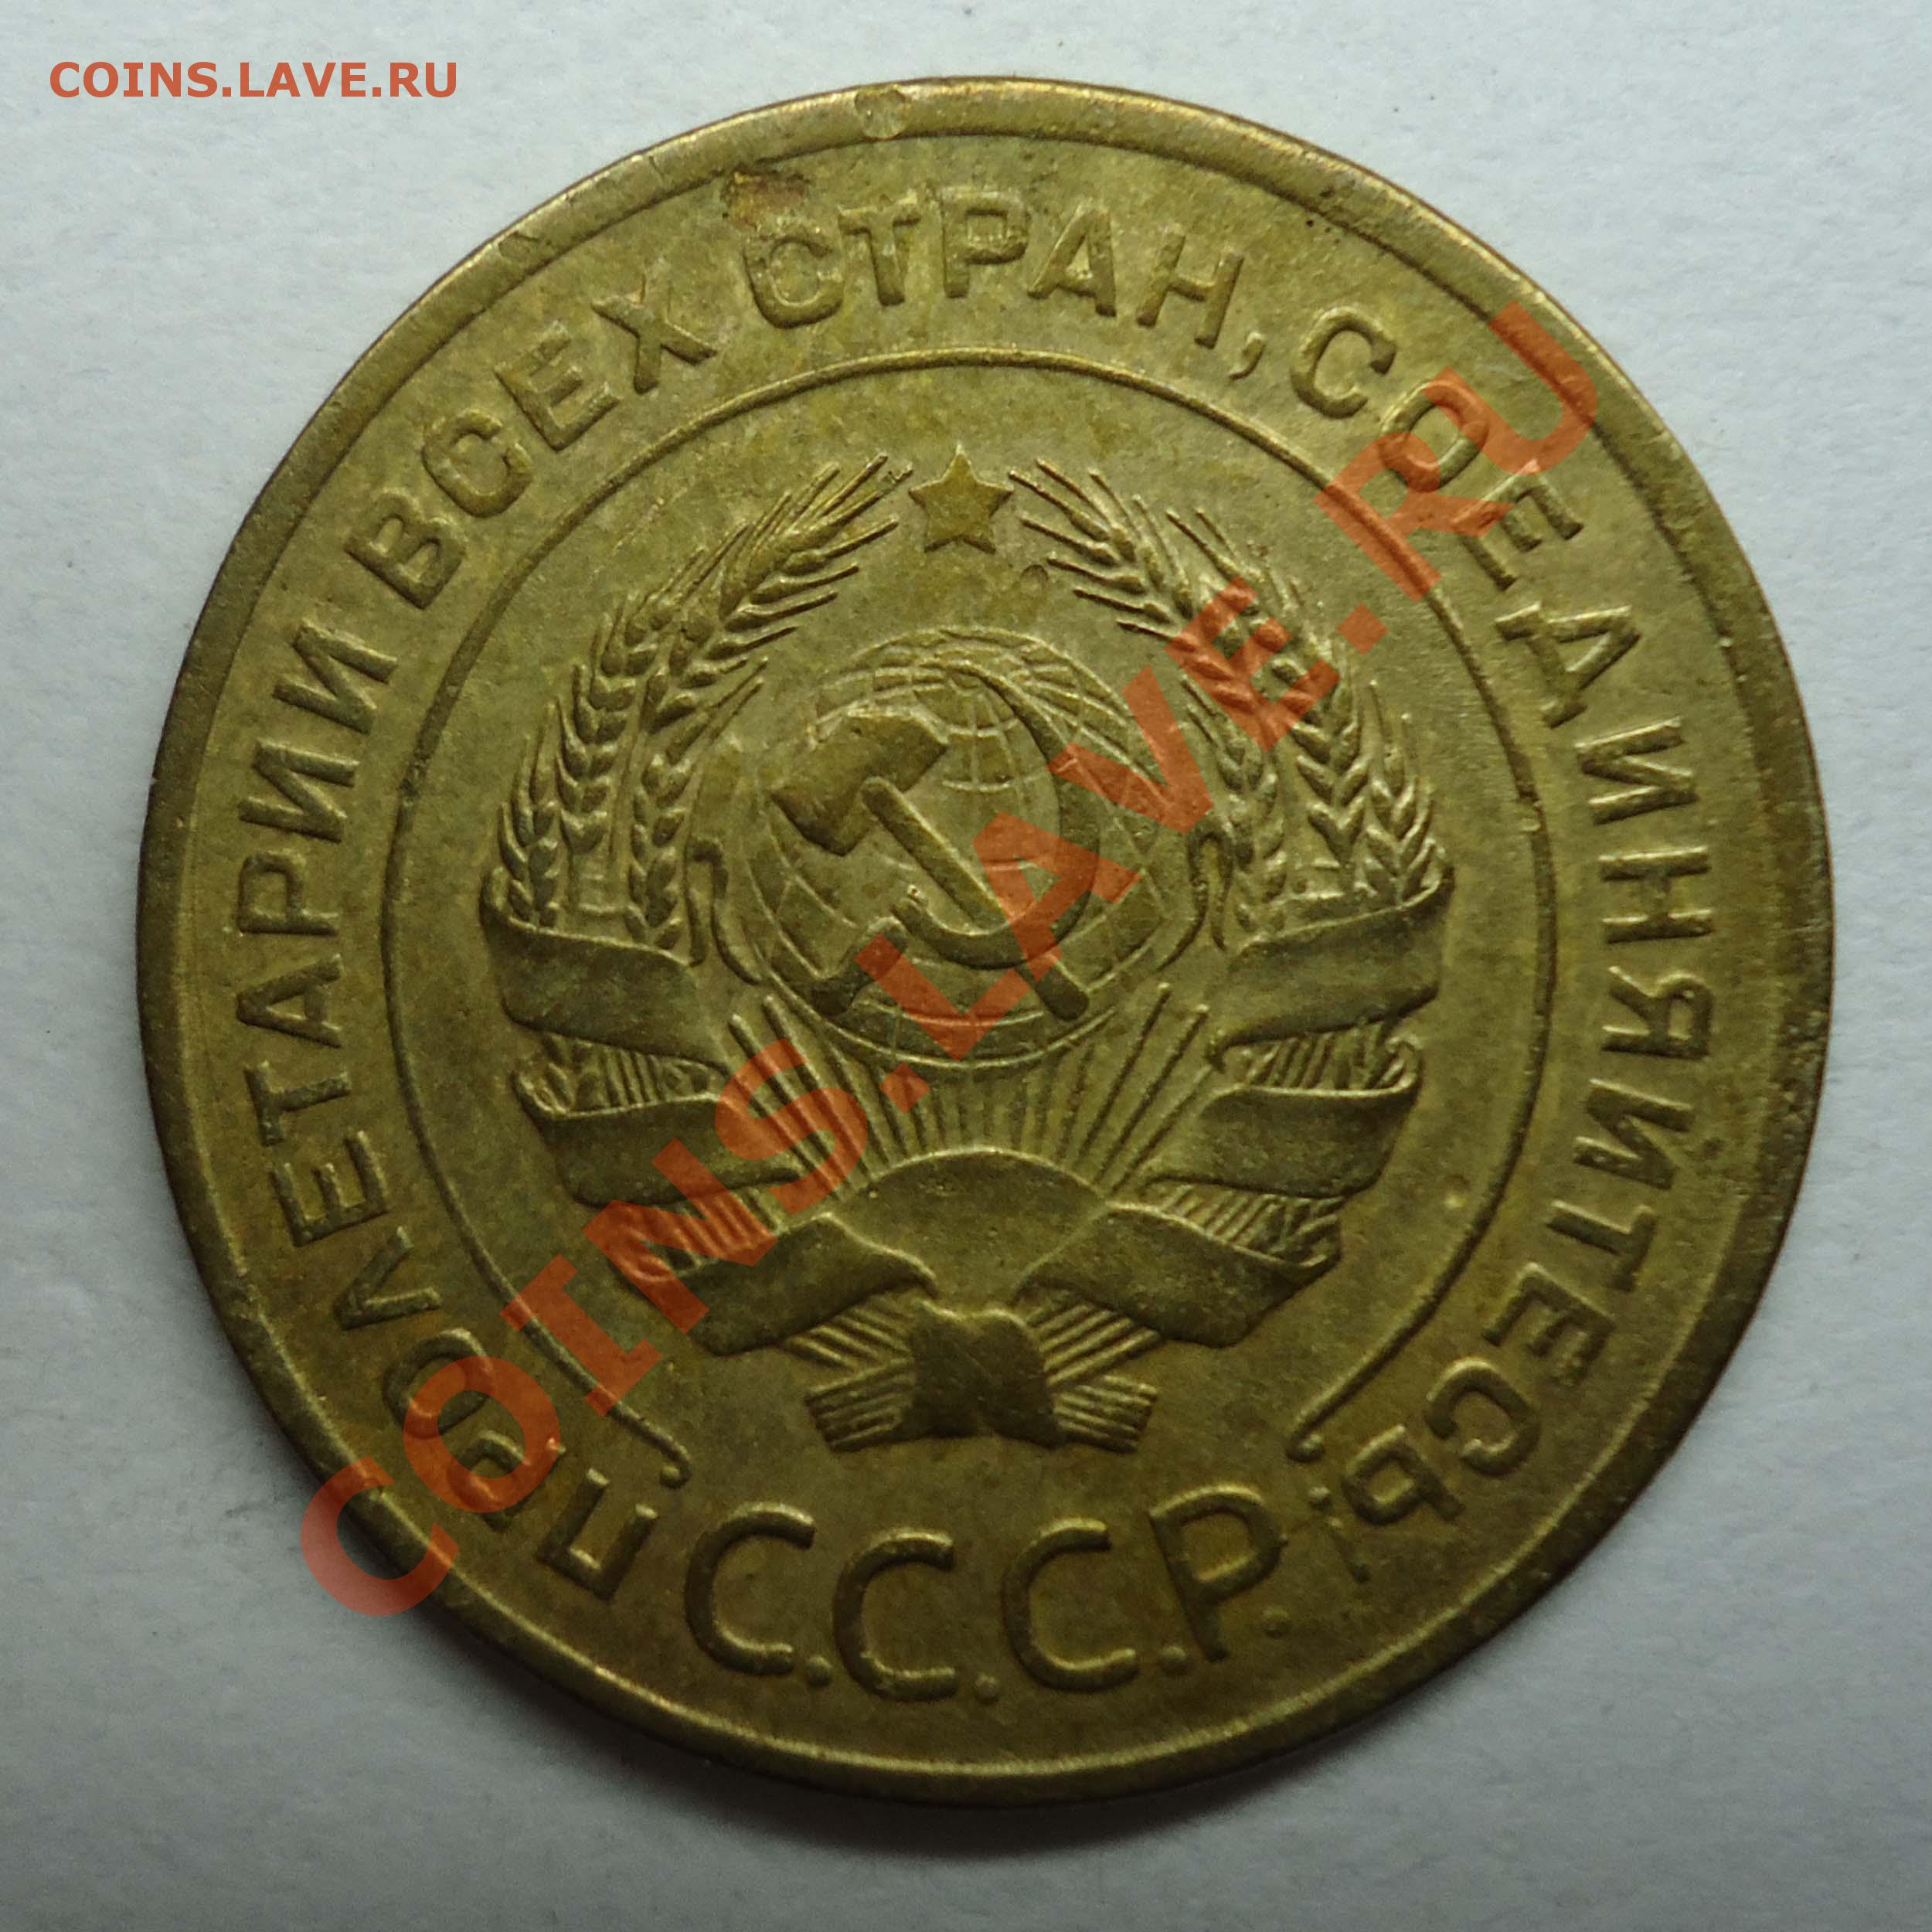 COINS.LAVE.RU
ПРОЛЕТАРИИ ВСЕХ СТРАН, СОЕДИНЯЙТЕСЬ!
С.С.С.Р.
COINS.LAVE.RU